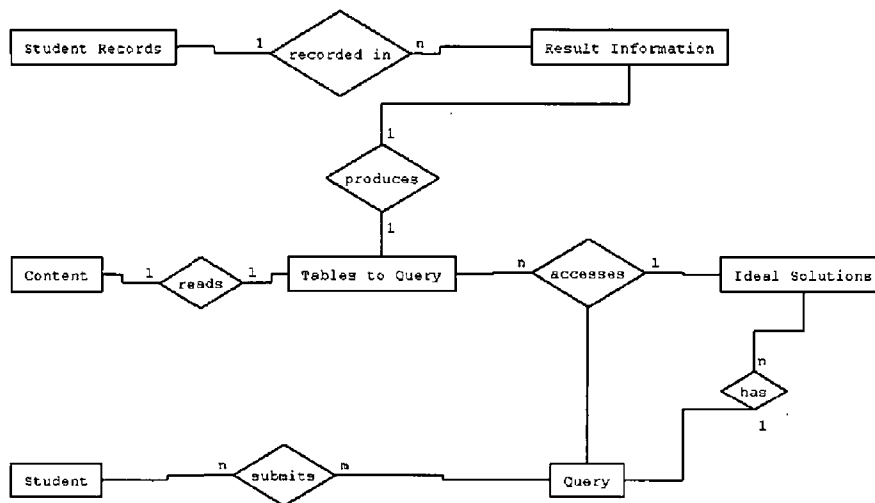 Student Records
1
recorded in
n
Result Information
1
produces
1
Content
1
reads
1
Tables to Query
n
accesses
1
Ideal Solutions
n
has
1
Student
n
submits
m
Query